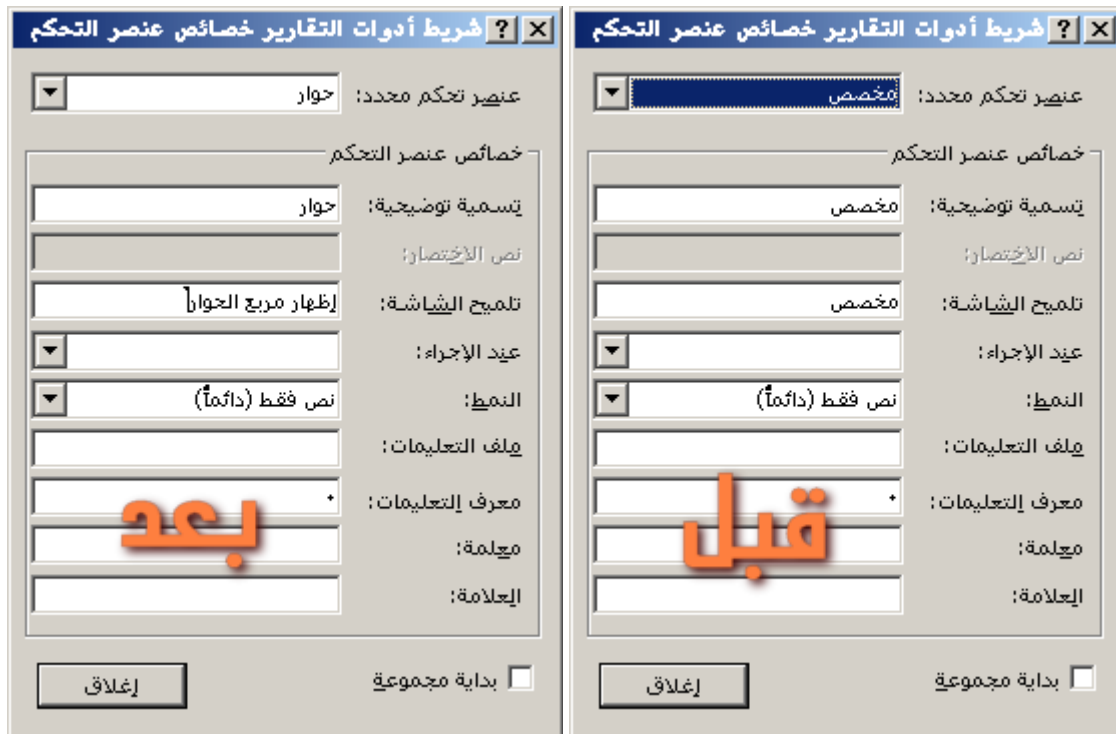 شريط أدوات التقارير خصائص عنصر التحكم
عنصر تحكم محدد: مخصص
خصائص عنصر التحكم
تسمية توضيحية: مخصص
نص الاختصار:
تلميح الشاشة: مخصص
عند الإجراء:
النمط: نص فقط (دائماً)
ملف التعليمات:
معرف التعليمات: ٠
معلمة:
العلامة:
قبل
بداية مجموعة
إغلاق
شريط أدوات التقارير خصائص عنصر التحكم
عنصر تحكم محدد: حوار
خصائص عنصر التحكم
تسمية توضيحية: حوار
نص الاختصار:
تلميح الشاشة: إظهار مربع الحوار
عند الإجراء:
النمط: نص فقط (دائماً)
ملف التعليمات:
معرف التعليمات: ٠
معلمة:
العلامة:
بعد
بداية مجموعة
إغلاق